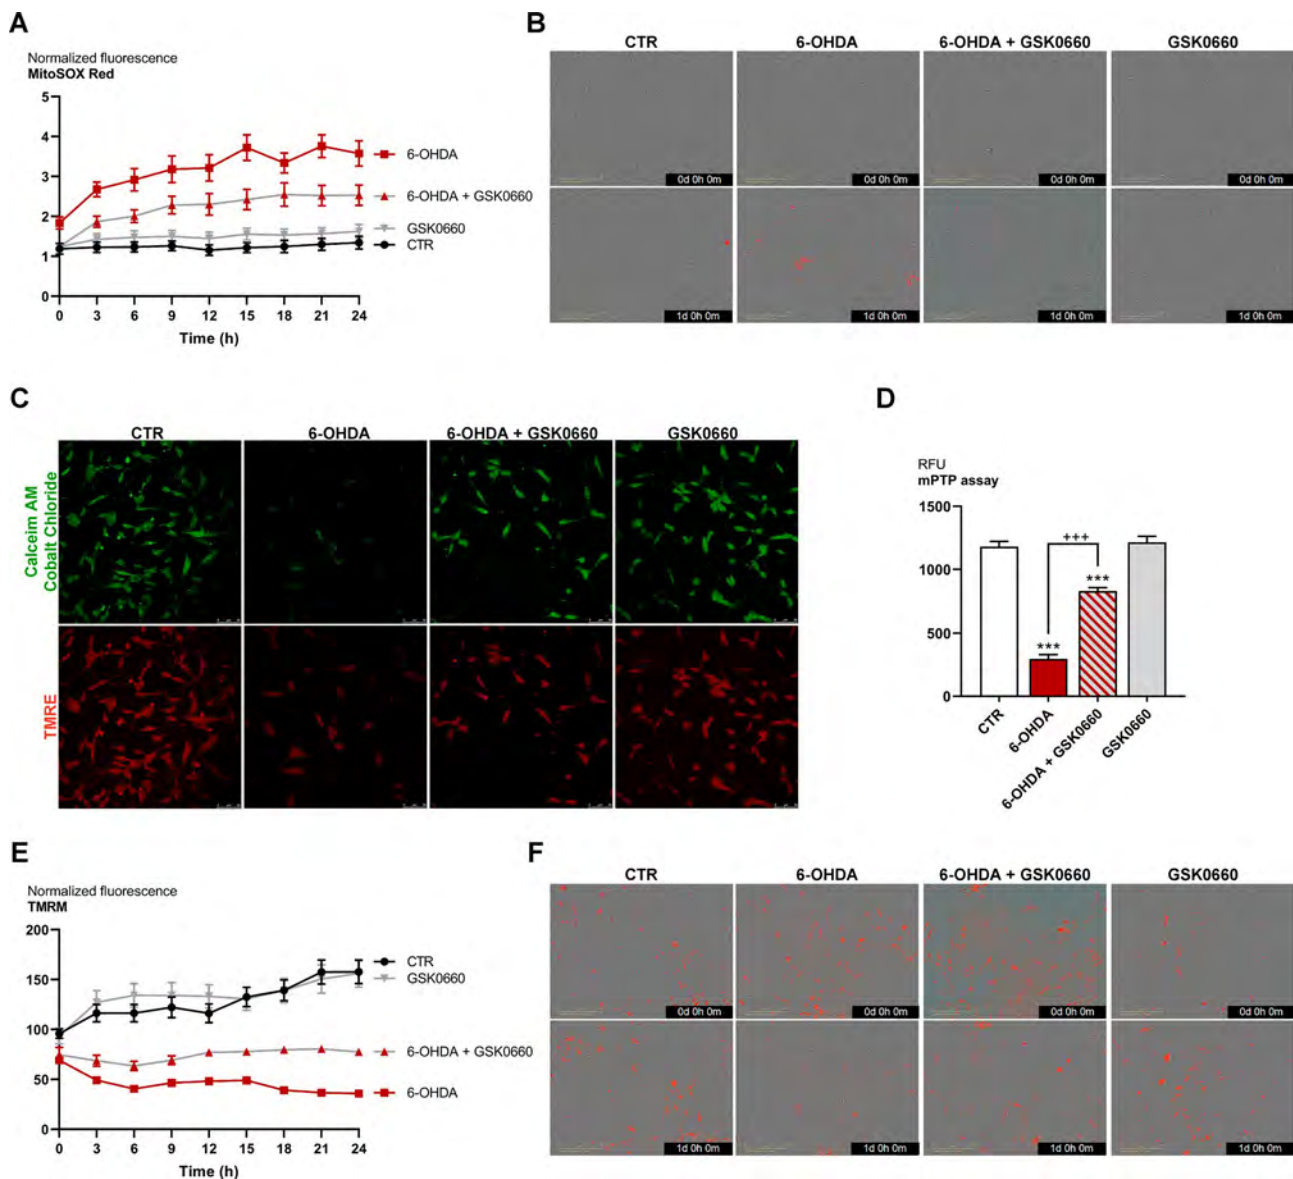 A
Normalized fluorescence
MitoSOX Red
5
4
3
2
1
0
0 3 6 9 12 15 18 21 24
Time (h)
6-OHDA
6-OHDA + GSK0660
GSK0660
CTR
B
CTR 6-OHDA 6-OHDA + GSK0660 GSK0660
0d 0h 0m 0d 0h 0m 0d 0h 0m 0d 0h 0m
1d 0h 0m 1d 0h 0m 1d 0h 0m 1d 0h 0m
C
CTR 6-OHDA 6-OHDA + GSK0660 GSK0660
Calceim AM
Cobalt Chloride
TMRE
D
RFU
mPTP assay
1500
1000
500
0
+++
***
***
CTR
6-OHDA
6-OHDA + GSK0660
GSK0660
E
Normalized fluorescence
TMRM
200
150
100
50
0
0 3 6 9 12 15 18 21 24
Time (h)
CTR
GSK0660
6-OHDA + GSK0660
6-OHDA
F
CTR 6-OHDA 6-OHDA + GSK0660 GSK0660
0d 0h 0m 0d 0h 0m 0d 0h 0m 0d 0h 0m
1d 0h 0m 1d 0h 0m 1d 0h 0m 1d 0h 0m